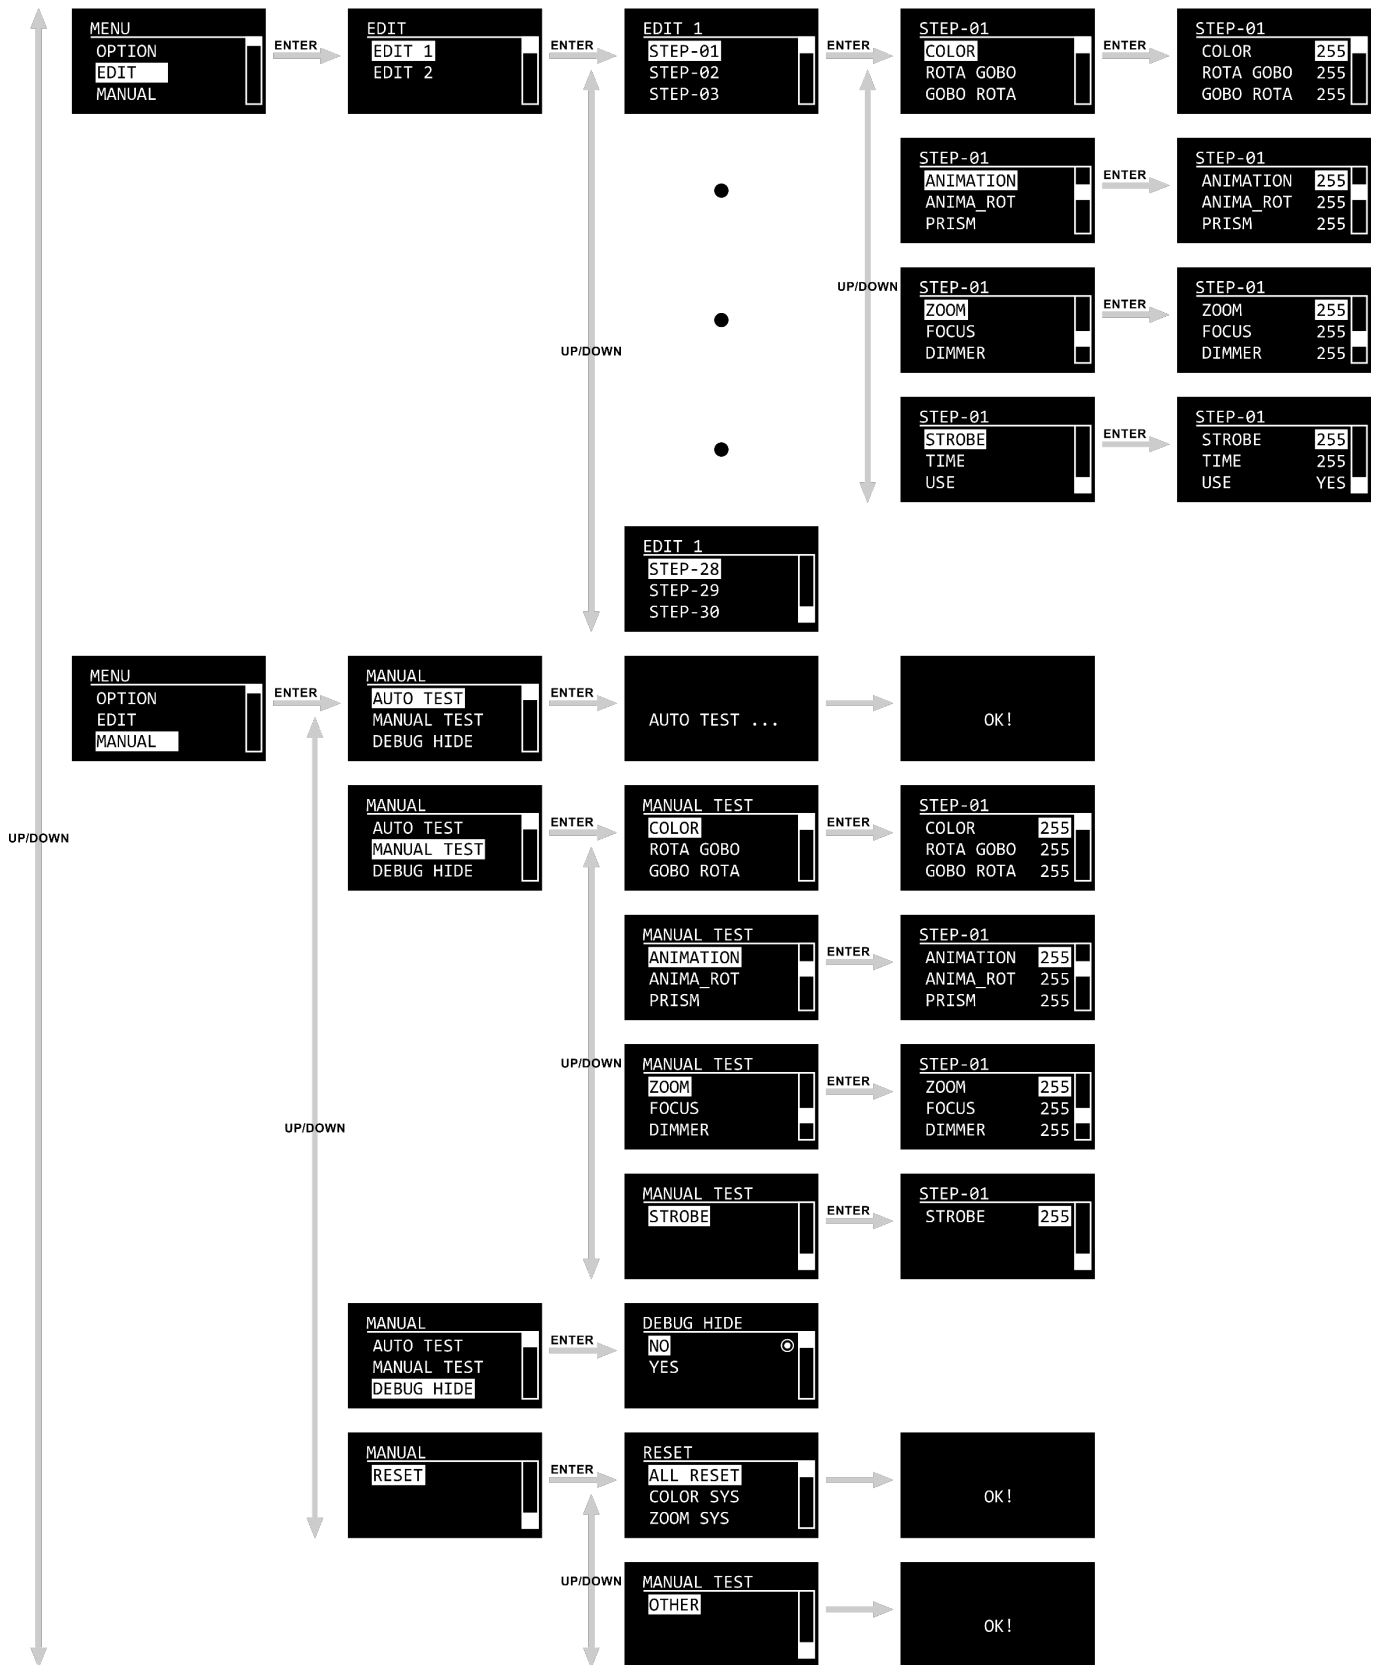 MENU
OPTION
EDIT
MANUAL
ENTER
EDIT
EDIT 1
EDIT 2
ENTER
EDIT 1
STEP-01
STEP-02
STEP-03
ENTER
STEP-01
COLOR
ROTA GOBO
GOBO ROTA
ENTER
STEP-01
COLOR 255
ROTA GOBO 255
GOBO ROTA 255
STEP-01
ANIMATION
ANIMA_ROT
PRISM
ENTER
STEP-01
ANIMATION 255
ANIMA_ROT 255
PRISM 255
UP/DOWN
STEP-01
ZOOM
FOCUS
DIMMER
ENTER
STEP-01
ZOOM 255
FOCUS 255
DIMMER 255
UP/DOWN
STEP-01
STROBE
TIME
USE
ENTER
STEP-01
STROBE 255
TIME 255
USE YES
EDIT 1
STEP-28
STEP-29
STEP-30
MENU
OPTION
EDIT
MANUAL
ENTER
MANUAL
AUTO TEST
MANUAL TEST
DEBUG HIDE
ENTER
AUTO TEST ...
OK!
UP/DOWN
MANUAL
AUTO TEST
MANUAL TEST
DEBUG HIDE
ENTER
MANUAL TEST
COLOR
ROTA GOBO
GOBO ROTA
ENTER
STEP-01
COLOR 255
ROTA GOBO 255
GOBO ROTA 255
MANUAL TEST
ANIMATION
ANIMA_ROT
PRISM
ENTER
STEP-01
ANIMATION 255
ANIMA_ROT 255
PRISM 255
UP/DOWN
MANUAL TEST
ZOOM
FOCUS
DIMMER
ENTER
STEP-01
ZOOM 255
FOCUS 255
DIMMER 255
UP/DOWN
MANUAL TEST
STROBE
ENTER
STEP-01
STROBE 255
MANUAL
AUTO TEST
MANUAL TEST
DEBUG HIDE
ENTER
DEBUG HIDE
NO
YES
MANUAL
RESET
ENTER
RESET
ALL RESET
COLOR SYS
ZOOM SYS
OK!
UP/DOWN
MANUAL TEST
OTHER
OK!